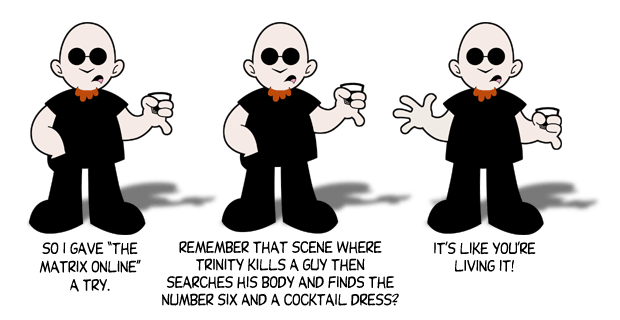 SO I GAVE "THE
MATRIX ONLINE"
A TRY.
REMEMBER THAT SCENE WHERE
TRINITY KILLS A GUY THEN
SEARCHES HIS BODY AND FINDS THE
NUMBER SIX AND A COCKTAIL DRESS?
IT'S LIKE YOU'RE
LIVING IT!